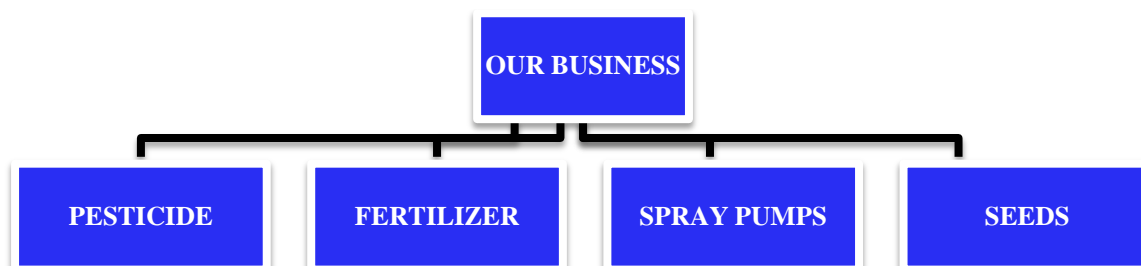 OUR BUSINESS
PESTICIDE
FERTILIZER
SPRAY PUMPS
SEEDS